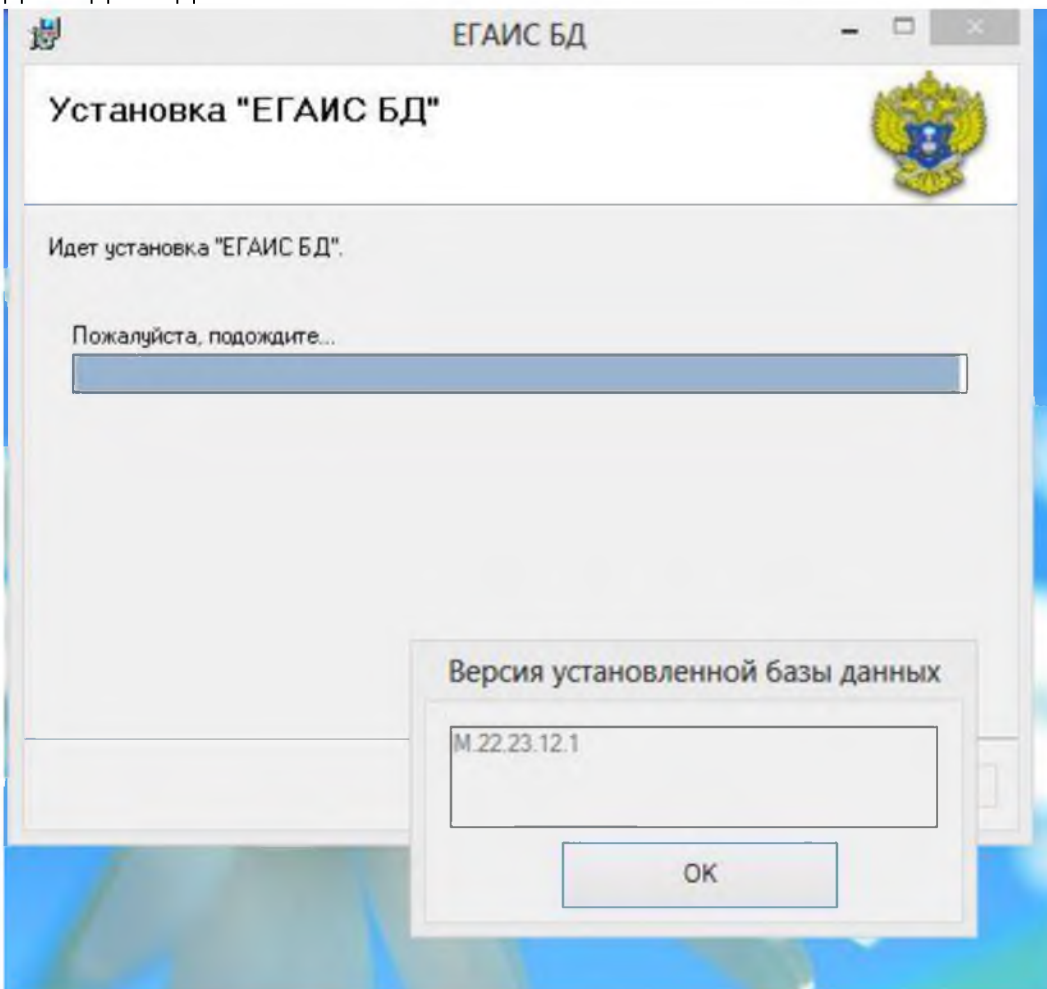 ЕГАИС БД
Установка "ЕГАИС БД"
Идет установка "ЕГАИС БД".
Пожалуйста, подождите...
Версия установленной базы данных
М.22.23.12.1
OK